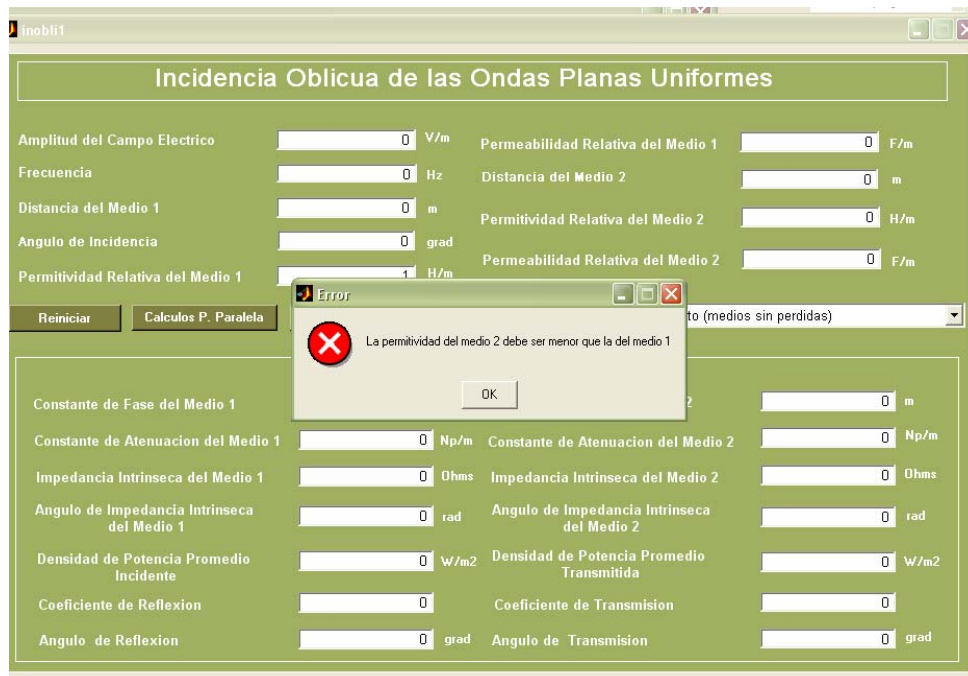 inobli1
Incidencia Oblicua de las Ondas Planas Uniformes
Amplitud del Campo Electrico 0 V/m
Permeabilidad Relativa del Medio 1 0 F/m
Frecuencia 0 Hz
Distancia del Medio 2 0 m
Distancia del Medio 1 0 m
Permitividad Relativa del Medio 2 0 H/m
Angulo de Incidencia 0 grad
Permeabilidad Relativa del Medio 2 0 F/m
Permitividad Relativa del Medio 1 1 H/m
Error
Reiniciar Calculos P. Paralela to (medios sin perdidas)
La permitividad del medio 2 debe ser menor que la del medio 1
OK
Constante de Fase del Medio 1 2 0 m
Constante de Atenuacion del Medio 1 0 Np/m Constante de Atenuacion del Medio 2 0 Np/m
Impedancia Intrinseca del Medio 1 0 Ohms Impedancia Intrinseca del Medio 2 0 Ohms
Angulo de Impedancia Intrinseca
del Medio 1 0 rad
Angulo de Impedancia Intrinseca
del Medio 2 0 rad
Densidad de Potencia Promedio
Incidente 0 W/m2
Densidad de Potencia Promedio
Transmitida 0 W/m2
Coeficiente de Reflexion 0 Coeficiente de Transmision 0
Angulo de Reflexion 0 grad Angulo de Transmision 0 grad